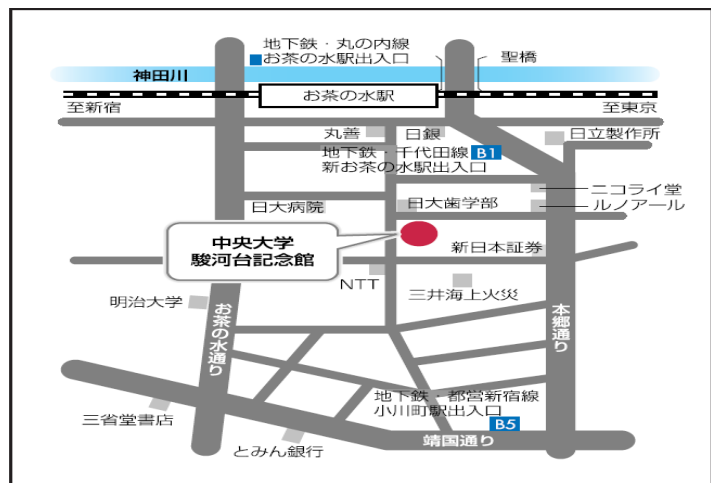 地下鉄・丸の内線
お茶の水駅出入口
聖橋
神田川
お茶の水駅
至新宿
至東京
丸善
日銀
日立製作所
地下鉄・千代田線 B1
新お茶の水駅出入口
ニコライ堂
日大病院
日大歯学部
ルノアール
中央大学
駿河台記念館
新日本証券
NTT
三井海上火災
明治大学
お茶の水通り
本郷通り
地下鉄・都営新宿線
小川町駅出入口
B5
三省堂書店
とみん銀行
靖国通り